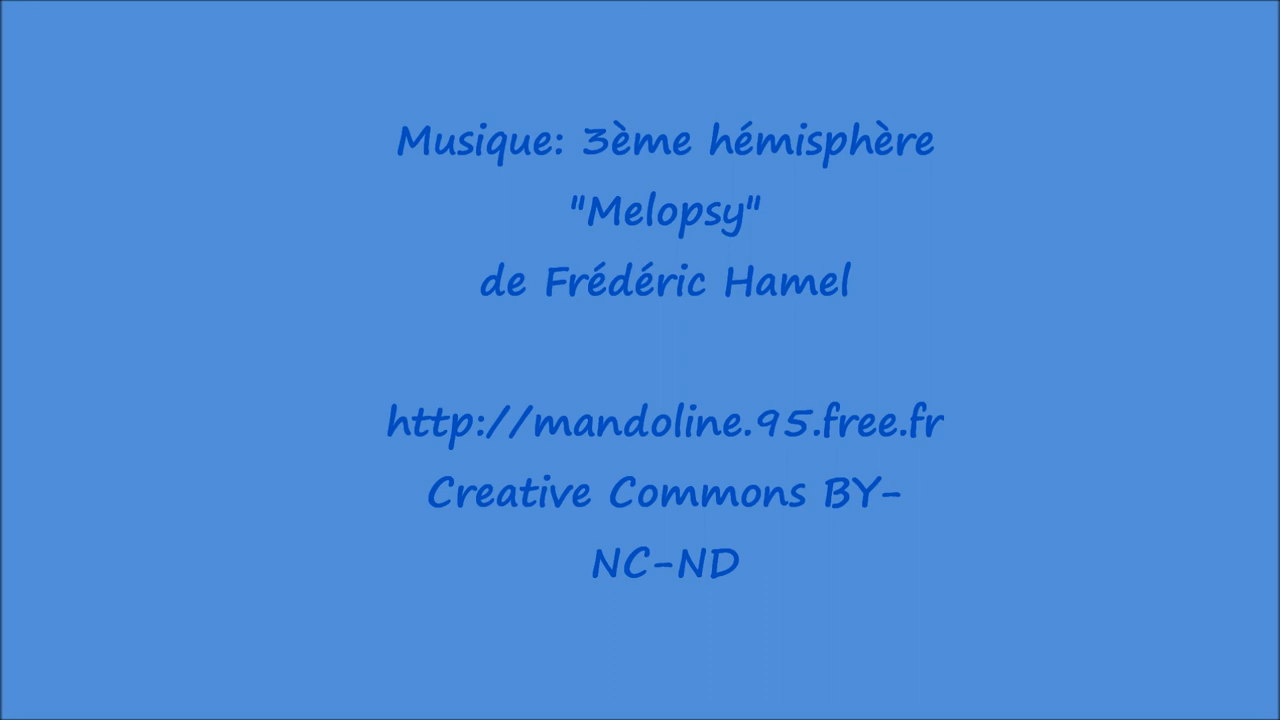 Musique: 3ème hémisphère
"Melopsy"
de Frédéric Hamel
http://mandoline.95.free.fr
Creative Commons BY-
NC-ND